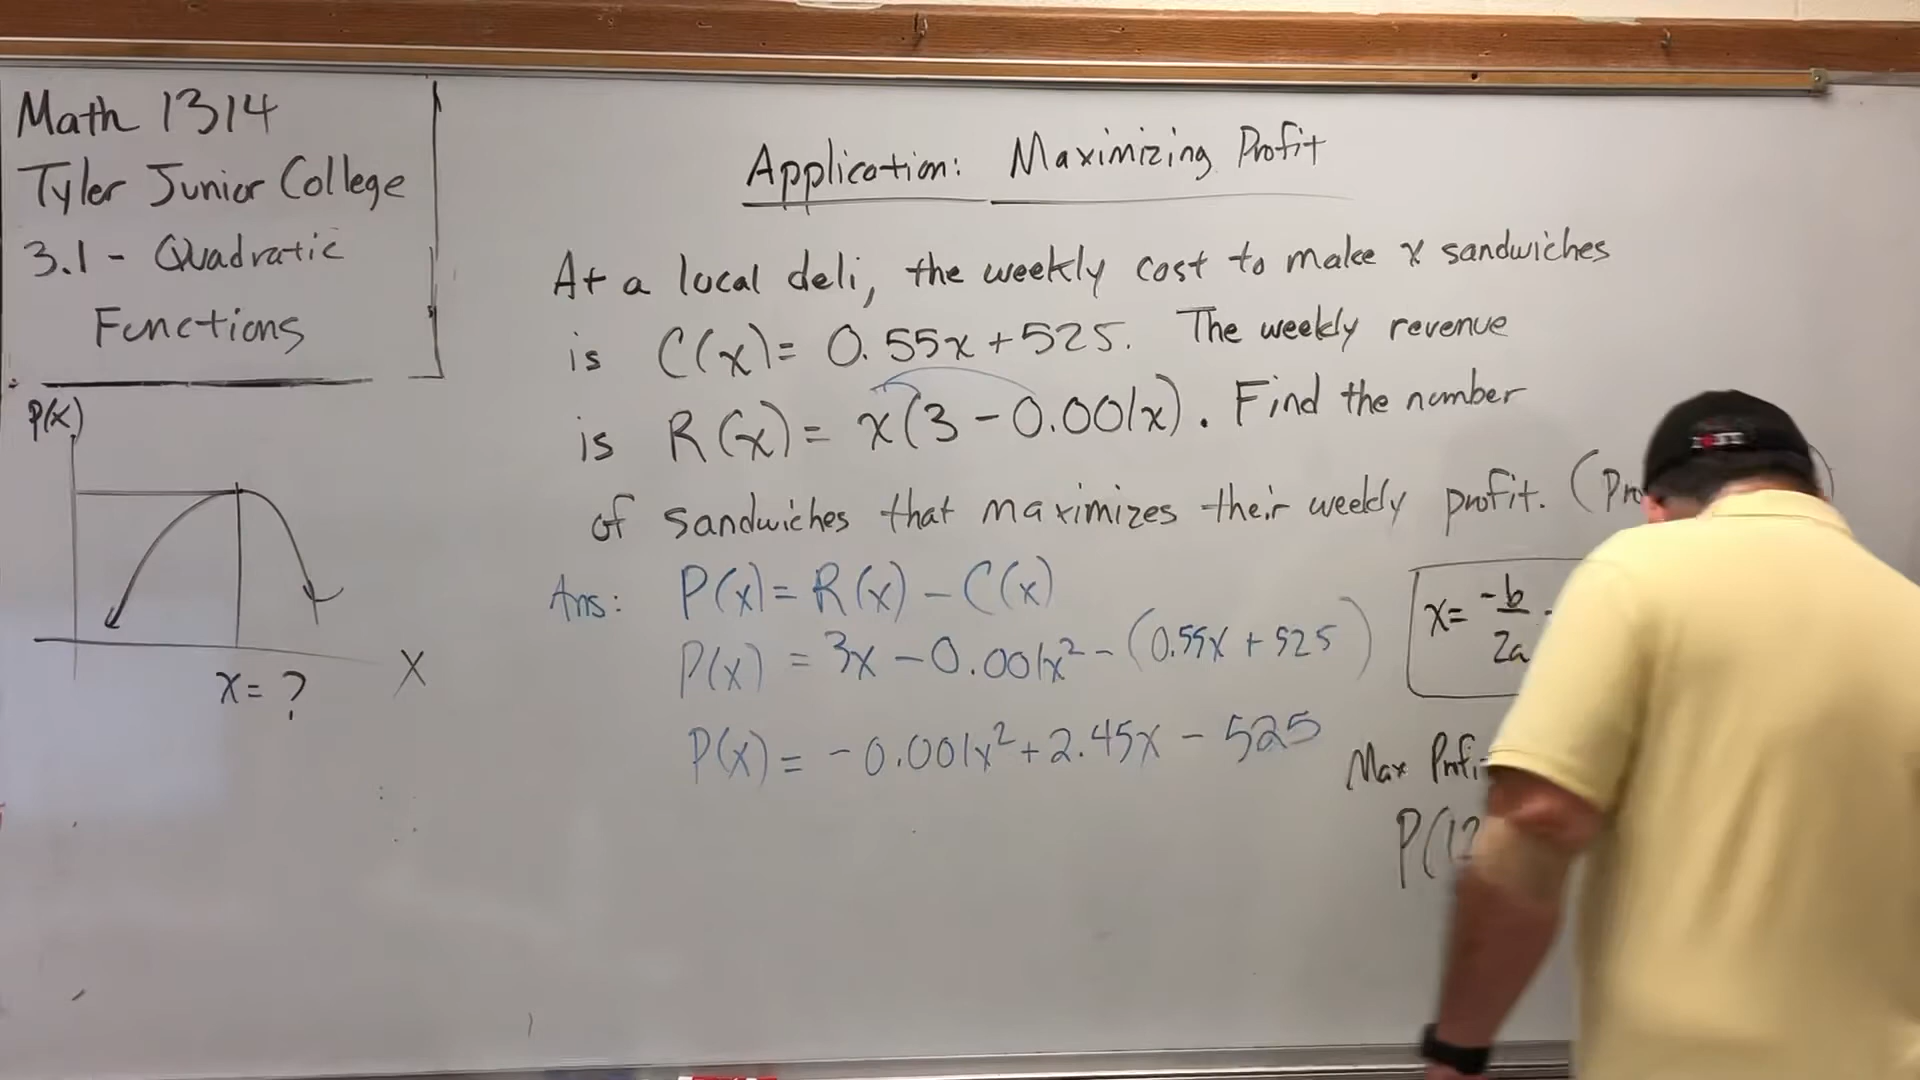 Math 1314
Tyler Junior College
3.1 - Quadratic
Functions
P(x)
x = ?
X
Application: Maximizing Profit
At a local deli, the weekly cost to make x sandwiches
is C(x) = 0.55x + 525. The weekly revenue
is R(x) = x(3 - 0.001x). Find the number
of sandwiches that maximizes their weekly profit. (Pro
Ans: P(x) = R(x) - C(x)
P(x) = 3x - 0.001x² - (0.55x + 525)
P(x) = -0.001x² + 2.45x - 525
x = -b/2a
Max Profi
P(12